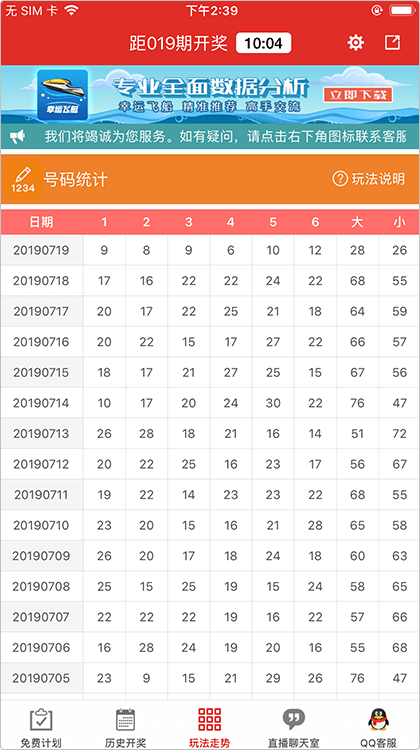 无 SIM 卡 下午2:39
距019期开奖 10:04
专业全面数据分析
幸运飞艇 幸运飞船 精准推荐 高手交流 立即下载
我们将竭诚为您服务。如有疑问，请点击右下角图标联系客服
1234 号码统计 ?玩法说明
日期 1 2 3 4 5 6 大 小
20190719 9 8 9 6 10 12 28 26
20190718 17 16 22 22 24 22 68 55
20190717 20 17 22 25 21 18 64 59
20190716 20 22 15 17 27 22 66 57
20190715 18 17 21 27 25 15 67 56
20190714 10 17 20 24 30 22 76 47
20190713 26 28 18 21 16 14 51 72
20190712 20 22 25 16 23 17 56 67
20190711 19 22 14 23 23 22 68 55
20190710 23 20 15 16 21 28 65 58
20190709 26 20 17 18 24 18 60 63
20190708 25 15 25 19 15 24 58 65
20190707 22 22 22 19 16 22 57 66
20190706 16 28 24 19 20 16 55 68
20190705 23 9 15 21 29 26 76 47
免费计划 历史开奖 玩法走势 直播聊天室 QQ客服